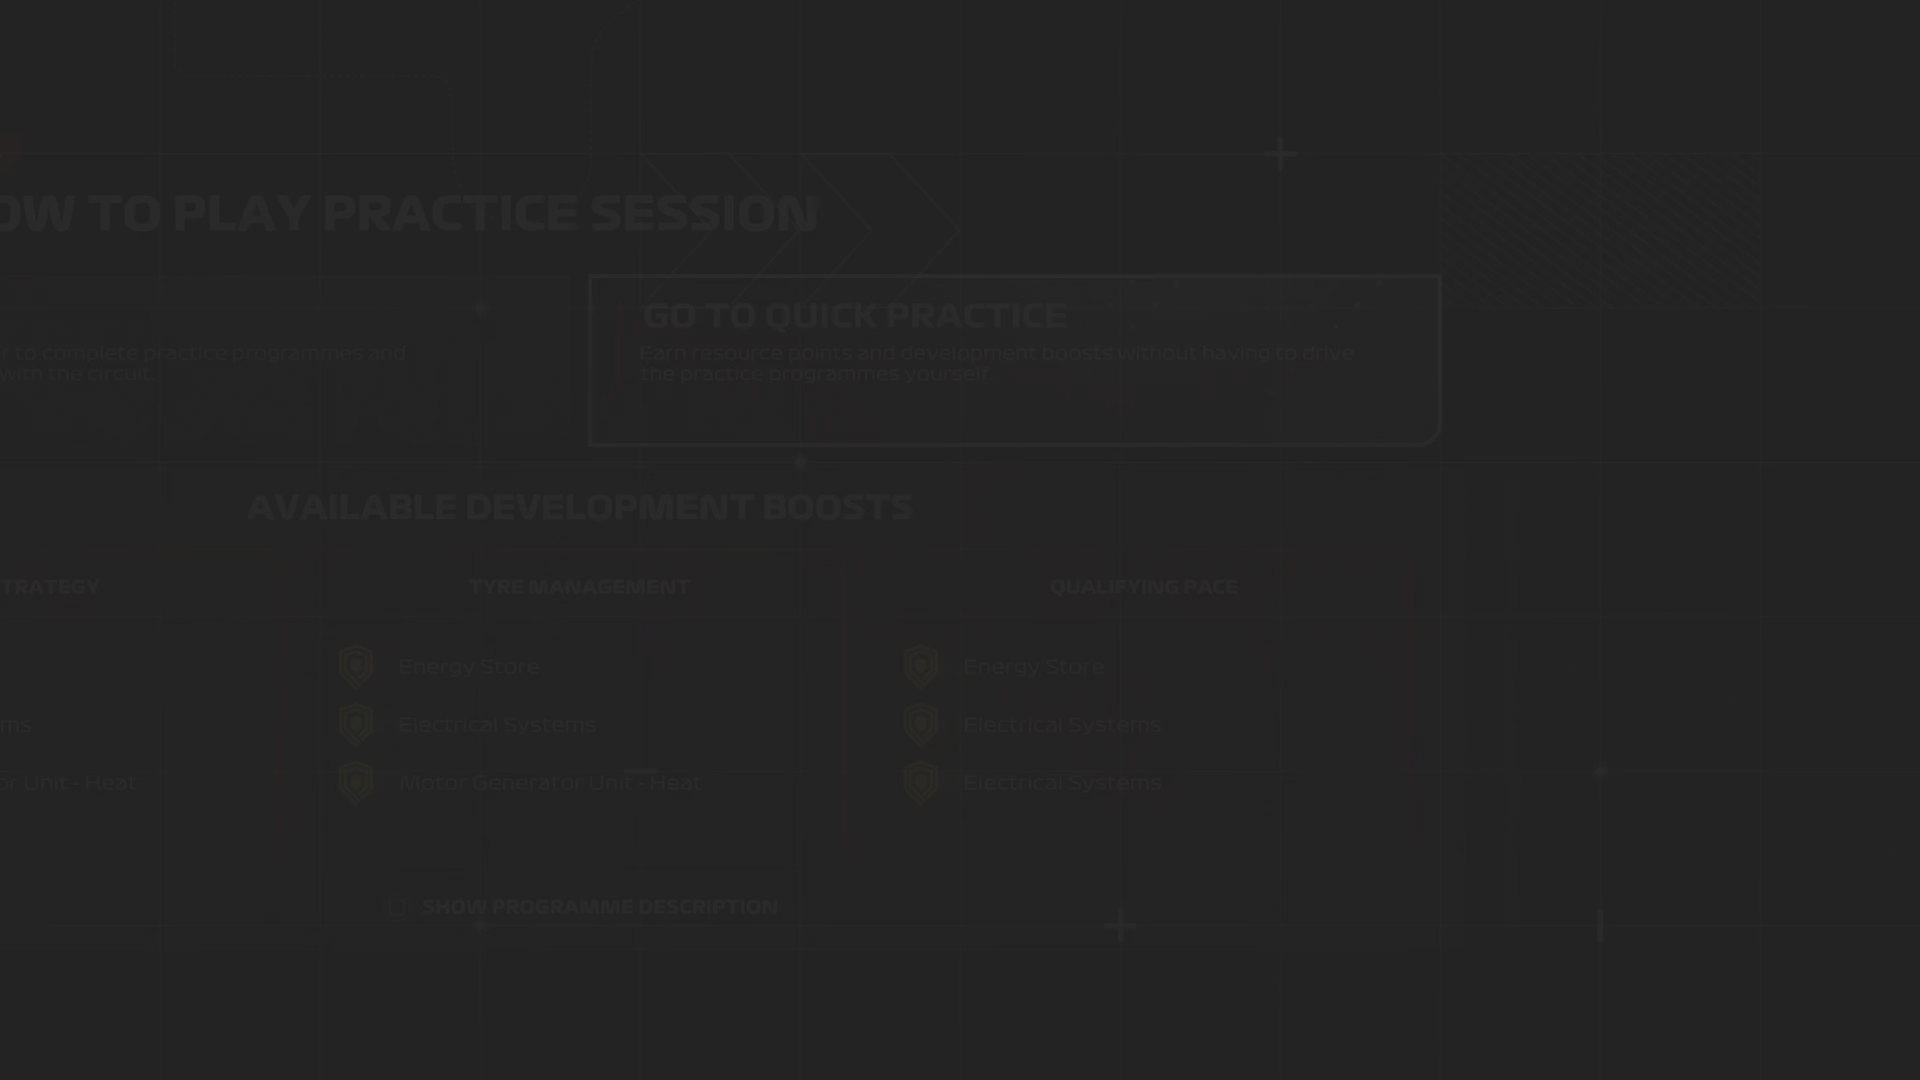 OW TO PLAY PRACTICE SESSION
GO TO QUICK PRACTICE
r to complete practice programmes and
with the circuit.
Earn resource points and development boosts without having to drive
the practice programmes yourself.
AVAILABLE DEVELOPMENT BOOSTS
TRATEGY
TYRE MANAGEMENT
QUALIFYING PACE
Energy Store
Energy Store
ms
Electrical Systems
Electrical Systems
or Unit - Heat
Motor Generator Unit - Heat
Electrical Systems
SHOW PROGRAMME DESCRIPTION